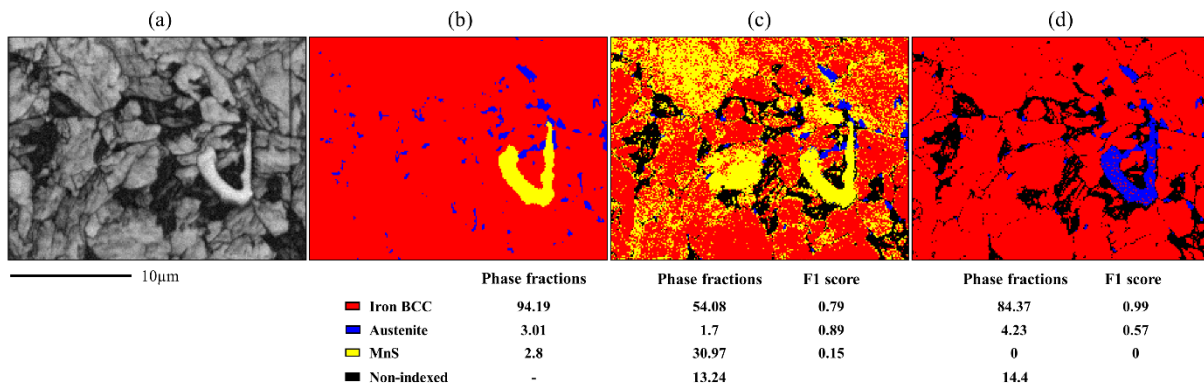 (a) (b) (c) (d)
10µm
Phase fractions Phase fractions F1 score Phase fractions F1 score
Iron BCC 94.19 54.08 0.79 84.37 0.99
Austenite 3.01 1.7 0.89 4.23 0.57
MnS 2.8 30.97 0.15 0 0
Non-indexed - 13.24 14.4